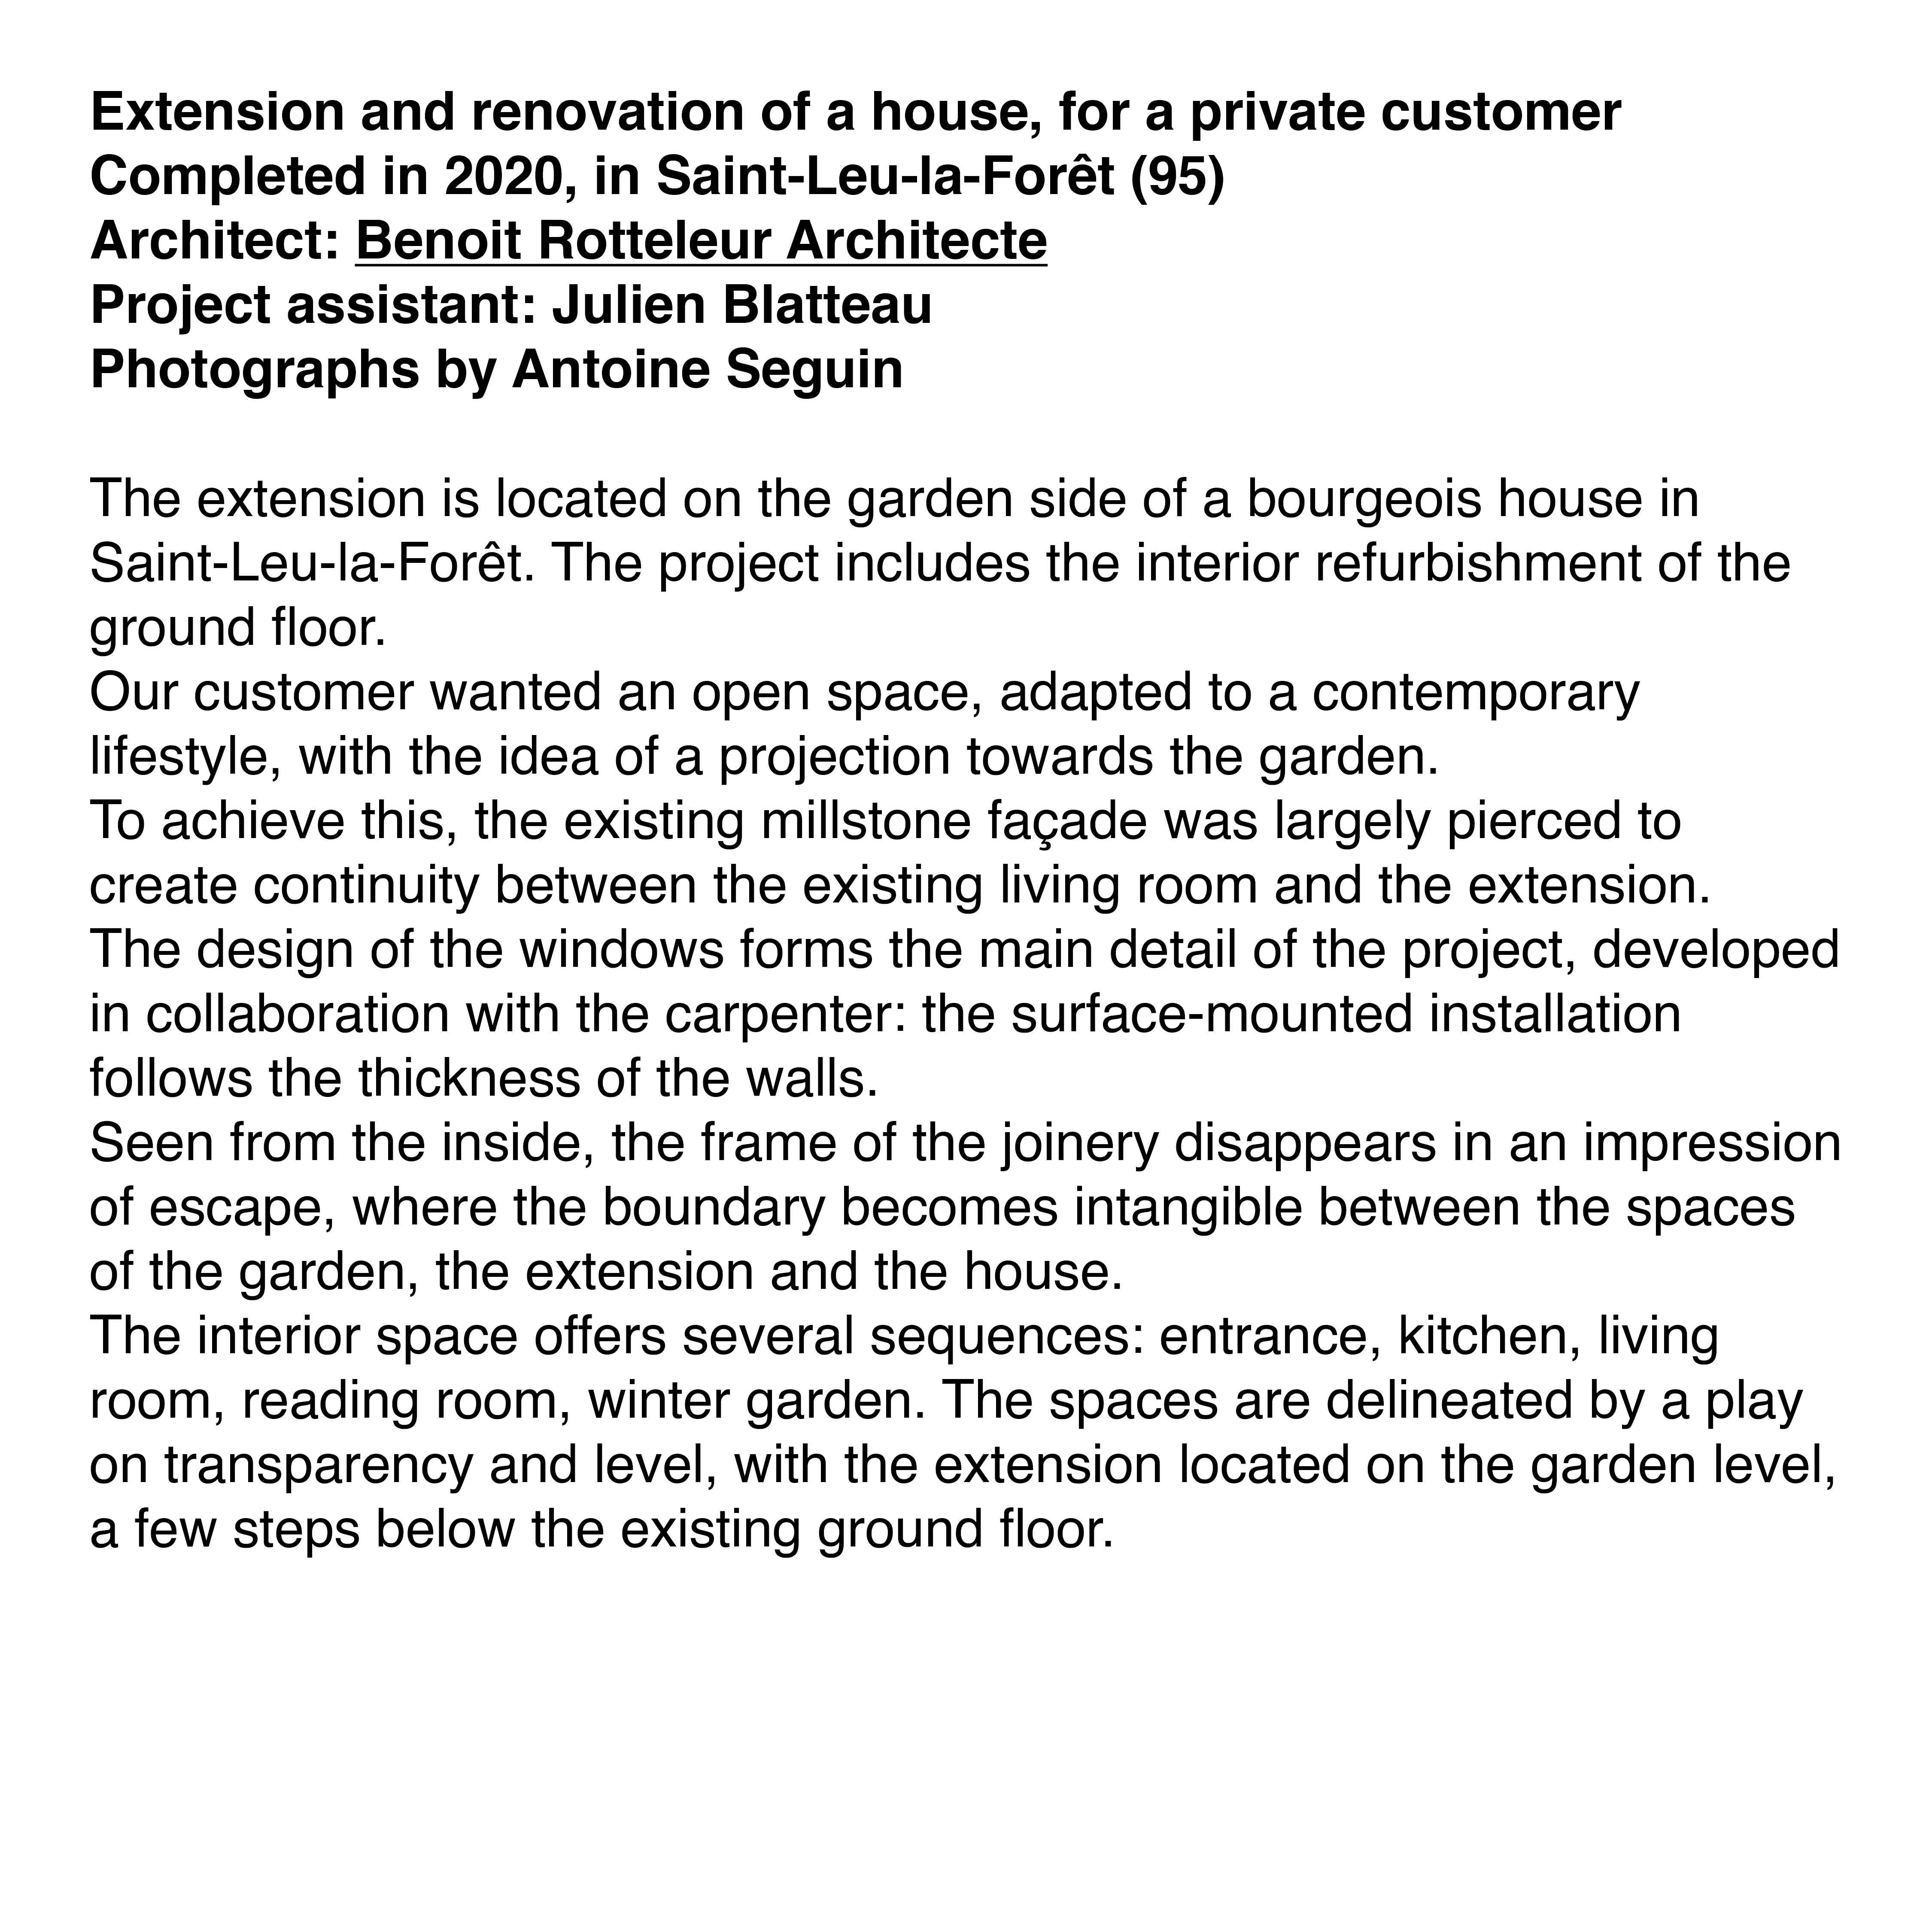 Extension and renovation of a house, for a private customer
Completed in 2020, in Saint-Leu-la-Forêt (95)
Architect: Benoit Rotteleur Architecte
Project assistant: Julien Blatteau
Photographs by Antoine Seguin
The extension is located on the garden side of a bourgeois house in
Saint-Leu-la-Forêt. The project includes the interior refurbishment of the
ground floor.
Our customer wanted an open space, adapted to a contemporary
lifestyle, with the idea of a projection towards the garden.
To achieve this, the existing millstone façade was largely pierced to
create continuity between the existing living room and the extension.
The design of the windows forms the main detail of the project, developed
in collaboration with the carpenter: the surface-mounted installation
follows the thickness of the walls.
Seen from the inside, the frame of the joinery disappears in an impression
of escape, where the boundary becomes intangible between the spaces
of the garden, the extension and the house.
The interior space offers several sequences: entrance, kitchen, living
room, reading room, winter garden. The spaces are delineated by a play
on transparency and level, with the extension located on the garden level,
a few steps below the existing ground floor.